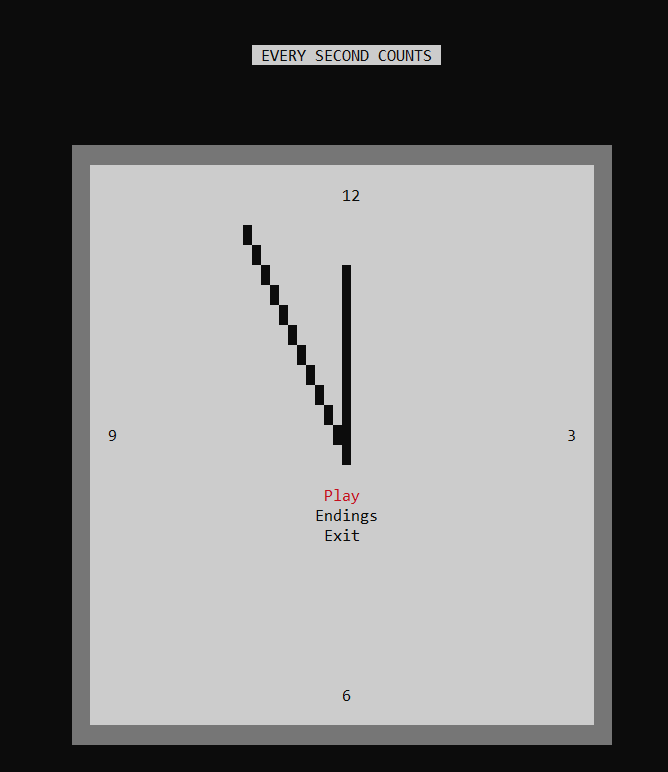 EVERY SECOND COUNTS
12
9 3
Play
Endings
Exit
6